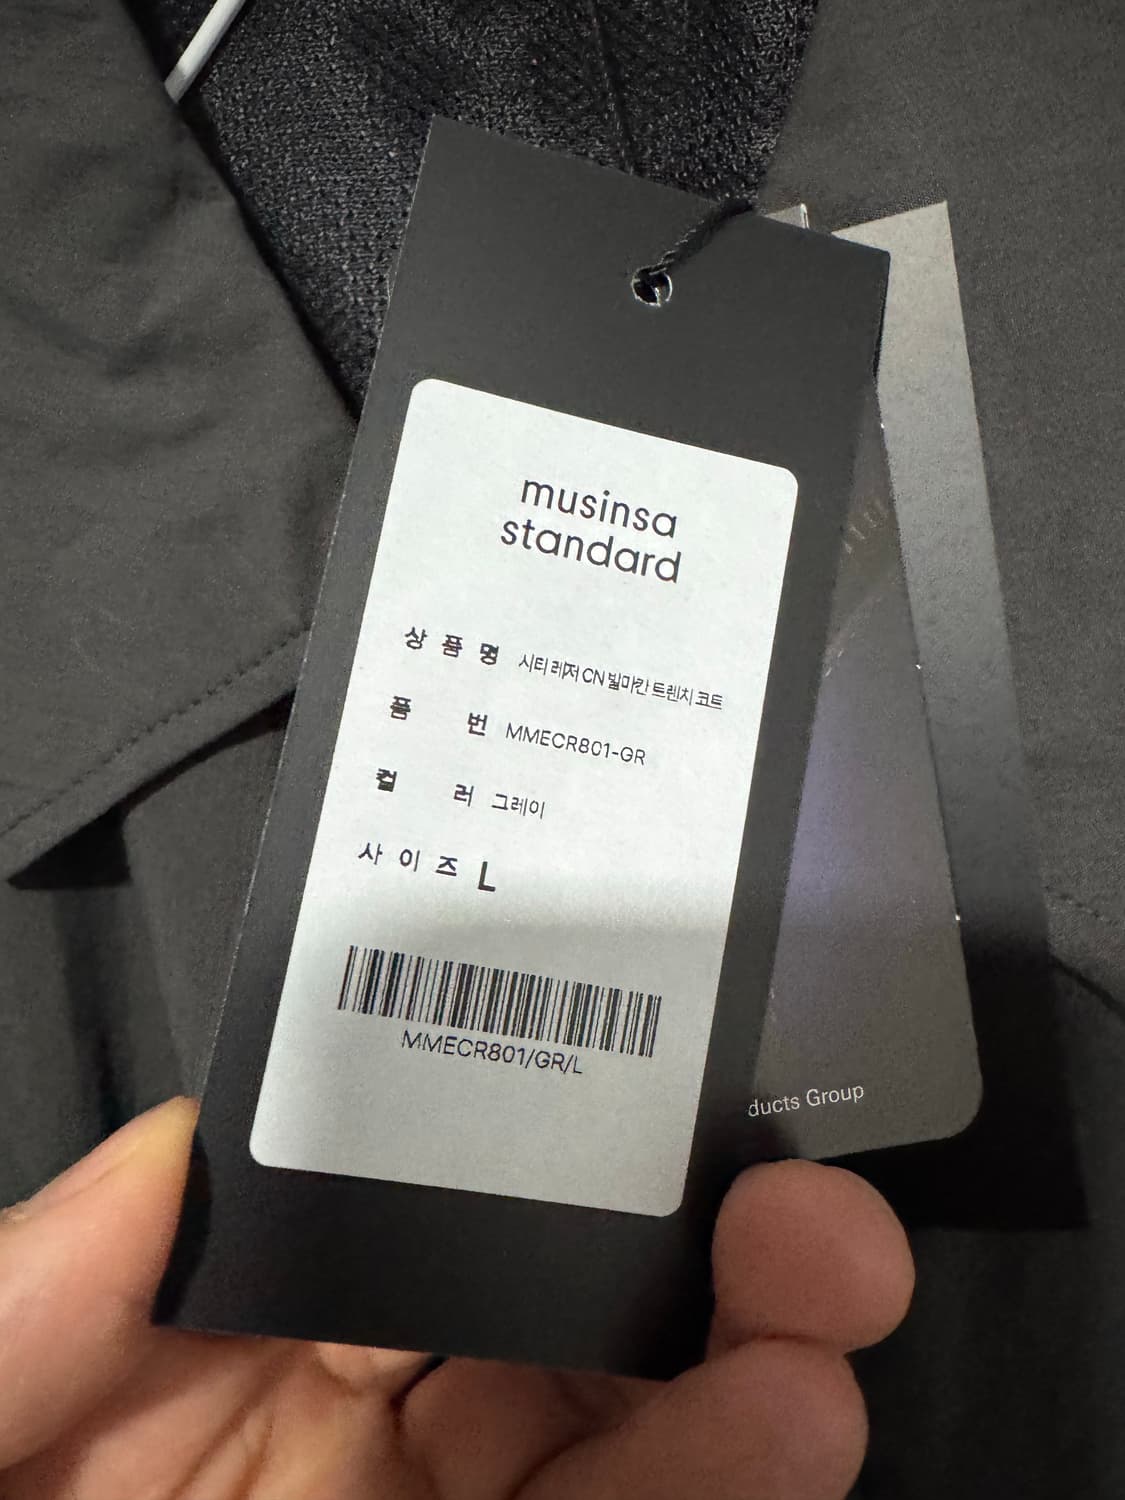 musinsa
standard
상품명 시티 레저 CN 발마칸 트렌치 코트
품번 MMECR801-GR
컬러 그레이
사이즈 L
MMECR801/GR/L
ducts Group